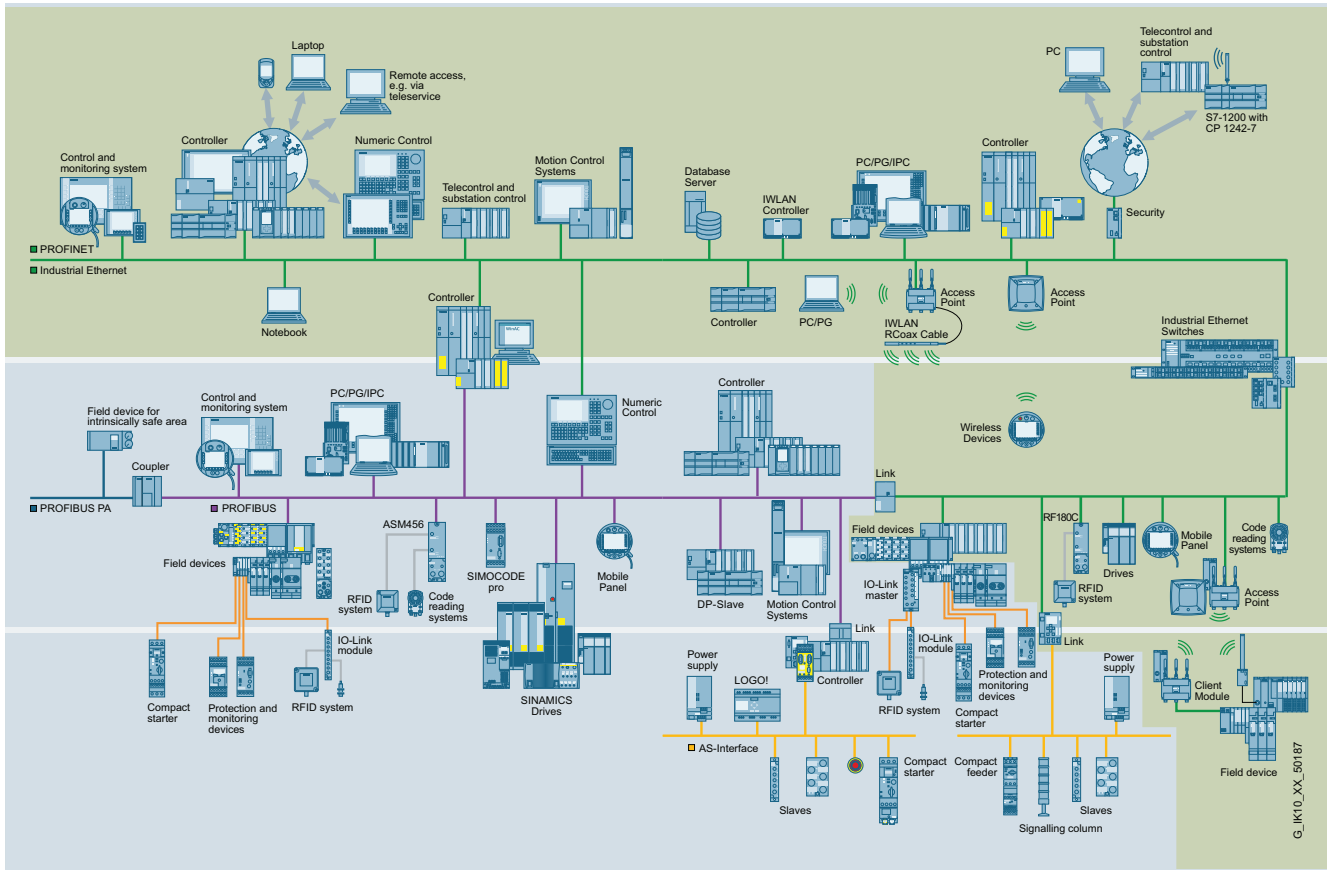 Laptop
Remote access,
e.g. via
teleservice
PC
Telecontrol and
substation
control
S7-1200 with
CP 1242-7
Control and
monitoring system
Controller
Numeric Control
Telecontrol and
substation control
Motion Control
Systems
Database
Server
IWLAN
Controller
PC/PG/IPC
Controller
Security
PROFINET
Industrial Ethernet
Notebook
Controller
WinAC
Controller
PC/PG
Access
Point
IWLAN
RCoax Cable
Access
Point
Industrial Ethernet
Switches
Field device for
intrinsically safe area
Control and
monitoring system
PC/PG/IPC
Numeric
Control
Controller
Wireless
Devices
Coupler
Link
PROFIBUS PA
PROFIBUS
Field devices
ASM456
RFID
system
Code
reading
systems
SIMOCODE
pro
Mobile
Panel
DP-Slave
Motion Control
Systems
Field devices
IO-Link
master
RF180C
RFID
system
Drives
Mobile
Panel
Code
reading
systems
Access
Point
Compact
starter
Protection and
monitoring
devices
IO-Link
module
RFID system
SINAMICS
Drives
Link
Controller
Power
supply
LOGO!
RFID system
IO-Link
module
Compact
starter
Protection and
monitoring
devices
Link
Power
supply
Client
Module
Field device
AS-Interface
Slaves
Compact
starter
Compact
feeder
Signalling column
Slaves
G_IK10_XX_50187